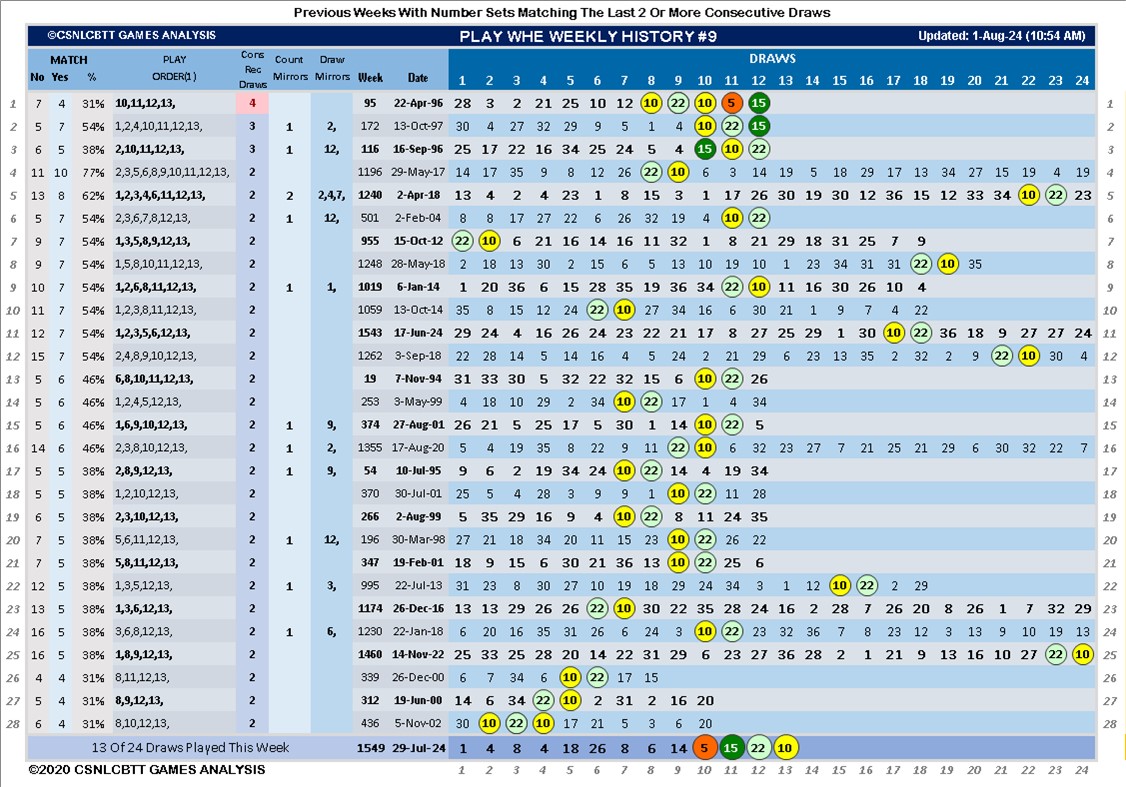 Previous Weeks With Number Sets Matching The Last 2 Or More Consecutive Draws
©CSNLCBTT GAMES ANALYSIS PLAY WHE WEEKLY HISTORY #9 Updated: 1-Aug-24 (10:54 AM)
MATCH PLAY Cons Count Draw DRAWS
No Yes % ORDER(1) Rec Draws Mirrors Mirrors Week Date 1 2 3 4 5 6 7 8 9 10 11 12 13 14 15 16 17 18 19 20 21 22 23 24
1 7 4 31% 10,11,12,13, 4 95 22-Apr-96 28 3 2 21 25 10 12 10 22 10 5 15 1
2 5 7 54% 1,2,4,10,11,12,13, 3 1 2, 172 13-Oct-97 30 4 27 32 29 9 5 1 4 10 22 15 2
3 6 5 38% 2,10,11,12,13, 3 1 12, 116 16-Sep-96 25 17 22 16 34 25 24 5 4 15 10 22 3
4 11 10 77% 2,3,5,6,8,9,10,11,12,13, 2 1196 29-May-17 14 17 35 9 8 12 26 22 10 6 3 14 19 5 18 29 17 13 34 27 15 19 4 19 4
5 13 8 62% 1,2,3,4,6,11,12,13, 2 2 2,4,7, 1240 2-Apr-18 13 4 2 4 23 1 8 15 3 1 17 26 30 19 30 12 36 15 12 33 34 22 10 23 5
6 5 7 54% 2,3,6,7,8,12,13, 2 1 12, 501 2-Feb-04 8 8 17 27 22 6 26 32 19 4 10 22 6
7 9 7 54% 1,3,5,8,9,12,13, 2 955 15-Oct-12 22 10 6 21 16 14 16 11 32 1 8 21 29 18 31 25 7 9 7
8 9 7 54% 1,5,8,10,11,12,13, 2 1248 28-May-18 2 18 13 30 2 15 6 5 13 10 19 10 1 23 34 31 31 22 10 35 8
9 10 7 54% 1,2,6,8,11,12,13, 2 1 1, 1019 6-Jan-14 1 20 36 6 15 28 35 19 36 34 22 10 11 16 30 26 10 4 9
10 11 7 54% 1,2,3,8,11,12,13, 2 1059 13-Oct-14 35 8 15 12 24 22 10 27 34 16 6 30 21 1 9 7 4 22 10
11 12 7 54% 1,2,3,5,6,12,13, 2 1543 17-Jun-24 29 24 4 16 26 24 23 22 21 17 8 27 25 29 1 30 10 22 36 18 9 27 27 24 11
12 15 7 54% 2,4,8,9,10,12,13, 2 1262 3-Sep-18 22 28 14 5 14 16 4 5 24 2 21 29 6 23 13 35 2 32 2 9 22 10 30 4 12
13 5 6 46% 6,8,10,11,12,13, 2 19 7-Nov-94 31 33 30 5 32 22 32 15 6 10 22 26 13
14 5 6 46% 1,2,4,5,12,13, 2 253 3-May-99 4 18 10 29 2 34 10 22 17 1 4 34 14
15 5 6 46% 1,6,9,10,12,13, 2 1 9, 374 27-Aug-01 26 21 5 25 17 5 30 1 14 10 22 5 15
16 14 6 46% 2,3,8,10,12,13, 2 1 2, 1355 17-Aug-20 5 4 19 35 8 22 9 11 22 10 6 32 23 27 16 7 21 25 21 29 6 30 32 22 7 16
17 5 5 38% 2,8,9,12,13, 2 1 9, 54 10-Jul-95 9 6 2 19 34 24 10 22 14 4 19 34 17
18 5 5 38% 1,2,10,12,13, 2 370 30-Jul-01 25 5 4 28 3 9 9 1 10 22 11 28 18
19 6 5 38% 2,3,10,12,13, 2 266 2-Aug-99 5 35 29 16 9 4 10 22 8 11 24 35 19
20 7 5 38% 5,6,11,12,13, 2 1 12, 196 30-Mar-98 27 21 18 34 20 11 15 23 10 22 26 22 20
21 7 5 38% 5,8,11,12,13, 2 347 19-Feb-01 18 9 15 6 30 21 36 13 10 22 25 6 21
22 12 5 38% 1,3,5,12,13, 2 1 3, 995 22-Jul-13 31 23 8 30 27 10 19 18 29 24 34 3 1 12 15 10 22 2 29 22
23 13 5 38% 1,3,6,12,13, 2 1174 26-Dec-16 13 13 29 26 26 22 10 30 22 35 28 24 16 2 28 7 26 20 8 26 1 7 32 29 23
24 16 5 38% 3,6,8,12,13, 2 1 6, 1230 22-Jan-18 6 20 16 35 31 26 6 24 3 10 22 23 32 36 7 8 23 12 3 13 9 10 19 13 24
25 16 5 38% 1,8,9,12,13, 2 1460 14-Nov-22 25 33 25 28 20 14 22 31 29 6 23 27 36 28 2 1 21 9 13 16 10 27 22 10 25
26 4 4 31% 8,11,12,13, 2 339 26-Dec-00 6 7 34 6 10 22 17 15 26
27 5 4 31% 8,9,12,13, 2 312 19-Jun-00 14 6 34 22 10 2 31 2 16 20 27
28 6 4 31% 8,10,12,13, 2 436 5-Nov-02 30 10 22 10 17 21 5 3 6 20 28
13 Of 24 Draws Played This Week 1549 29-Jul-24 1 4 8 4 18 26 8 6 14 5 15 22 10
©2020 CSNLCBTT GAMES ANALYSIS 1 2 3 4 5 6 7 8 9 10 11 12 13 14 15 16 17 18 19 20 21 22 23 24